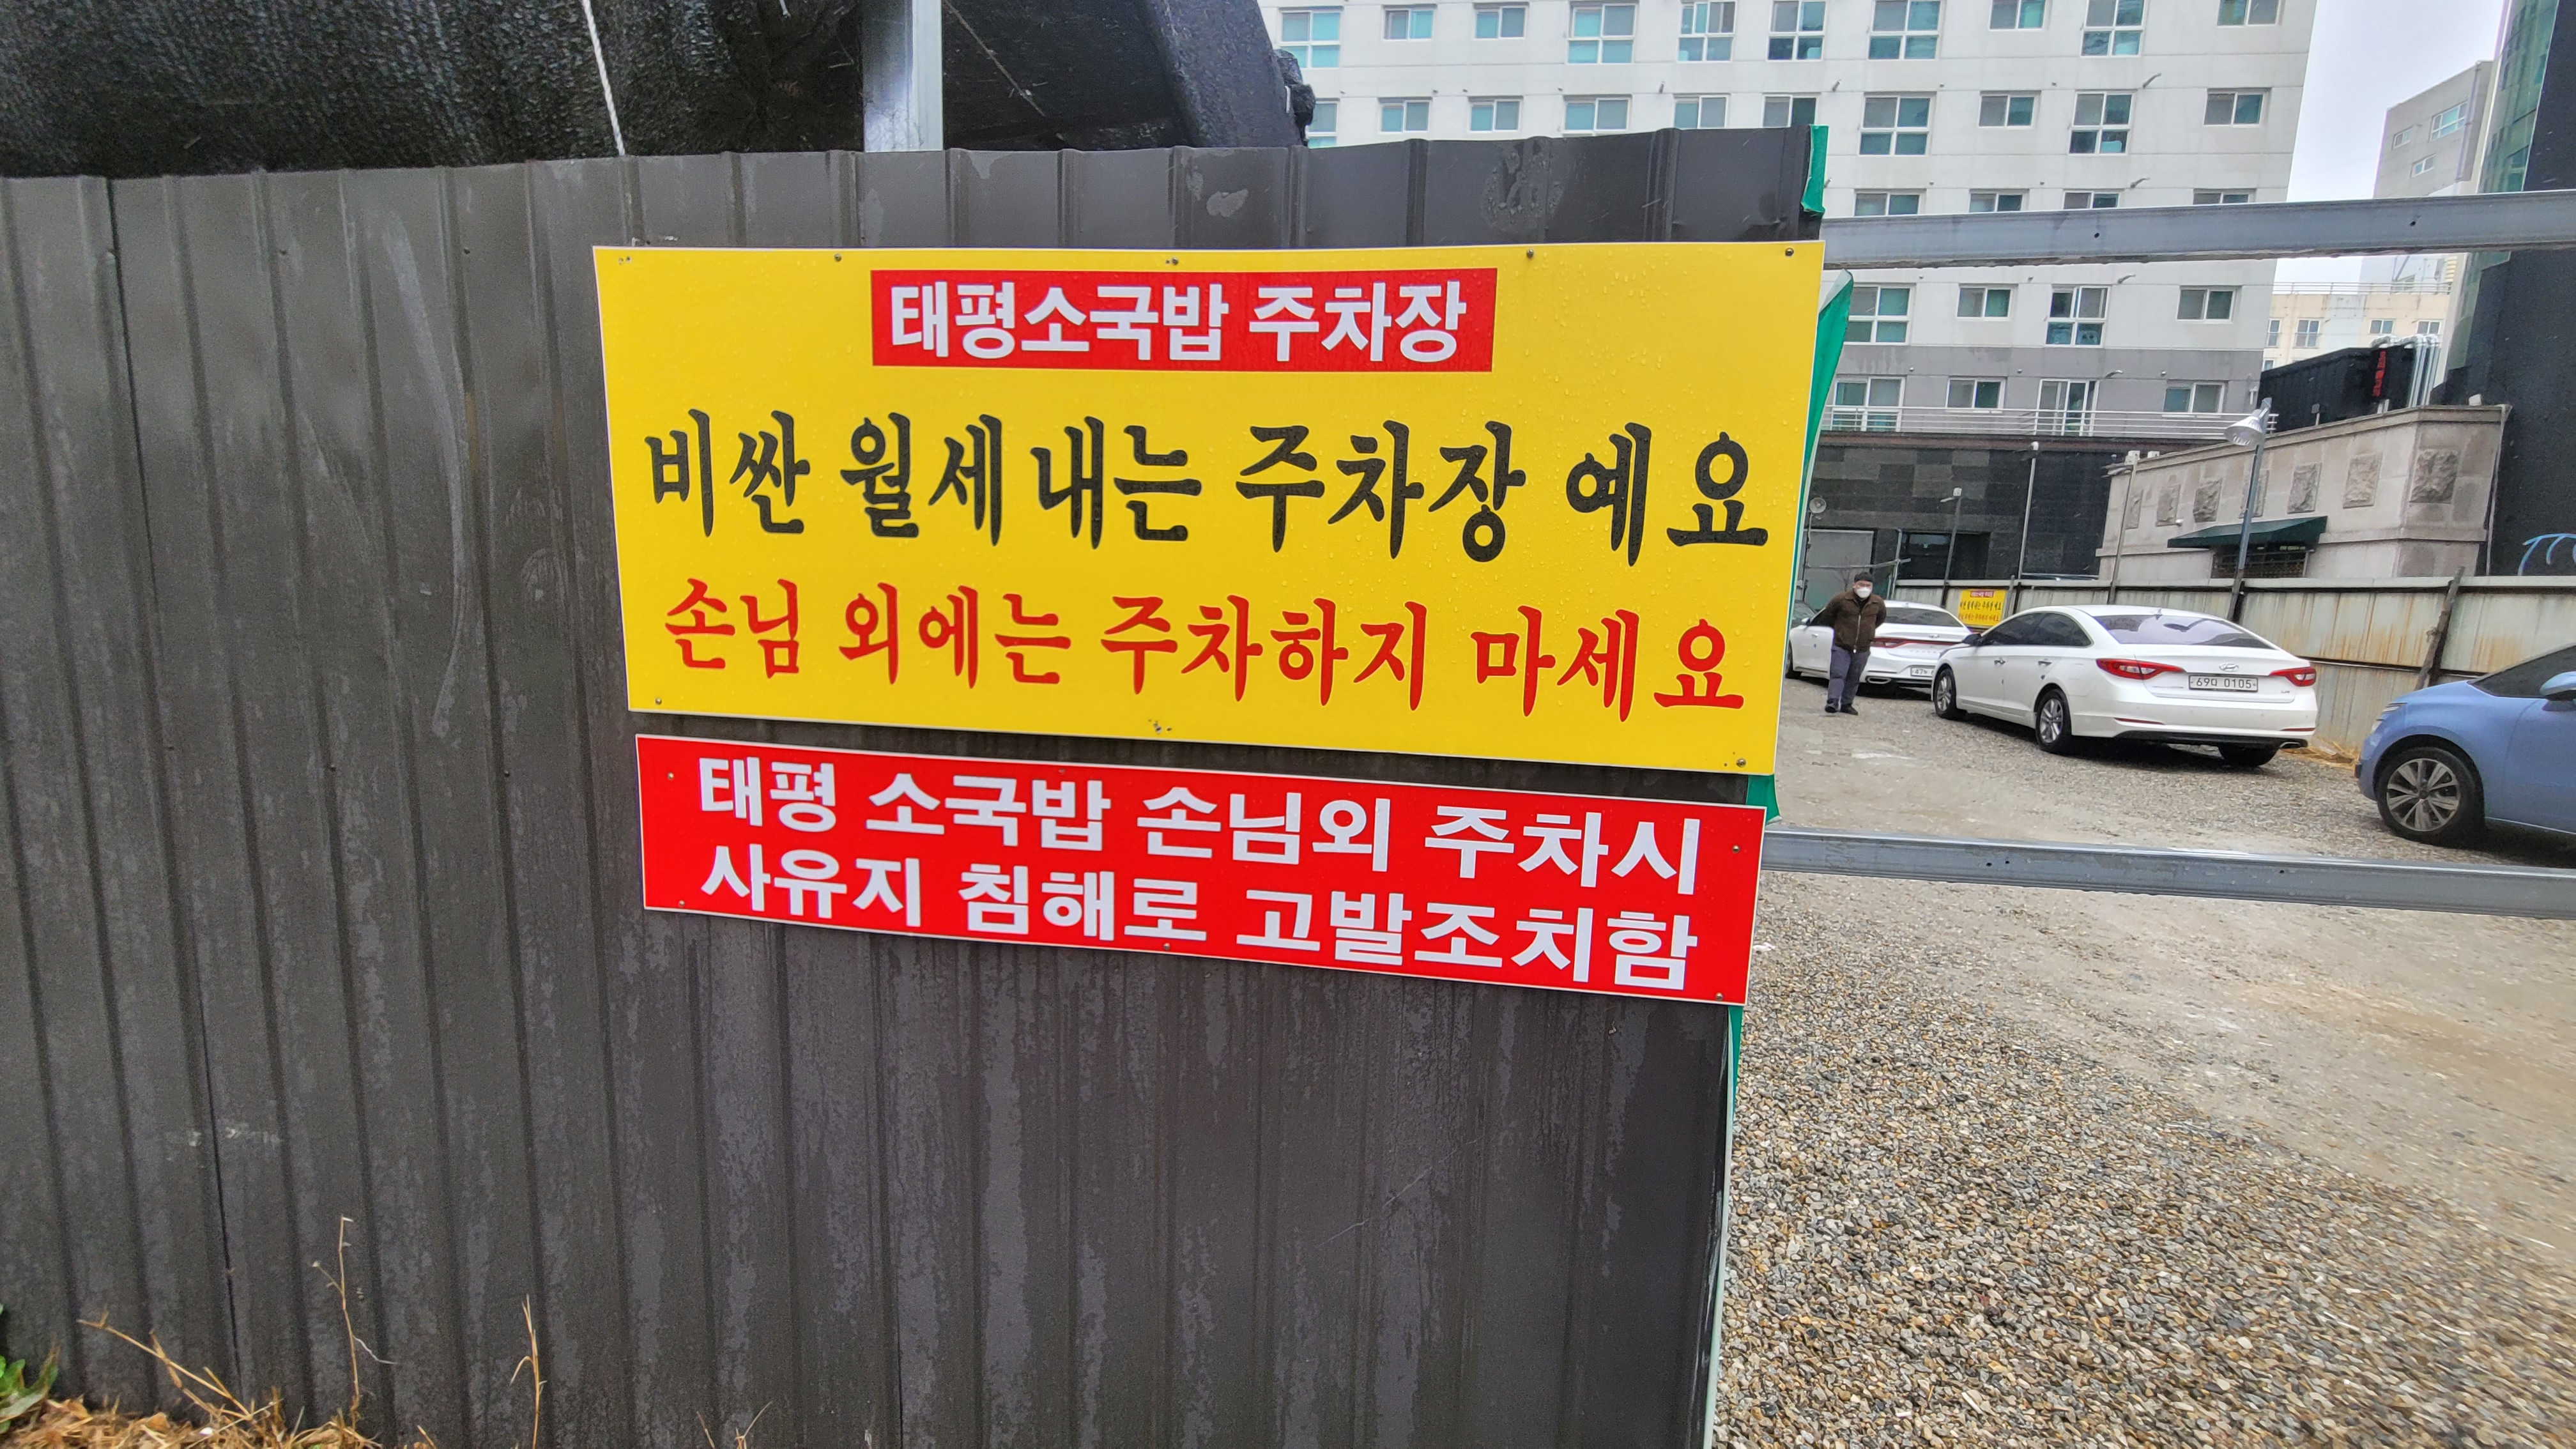 태평소국밥 주차장
비싼 월세 내는 주차장 예요
손님 외에는 주차하지 마세요
태평 소국밥 손님외 주차시
사유지 침해로 고발조치함
69다 0105